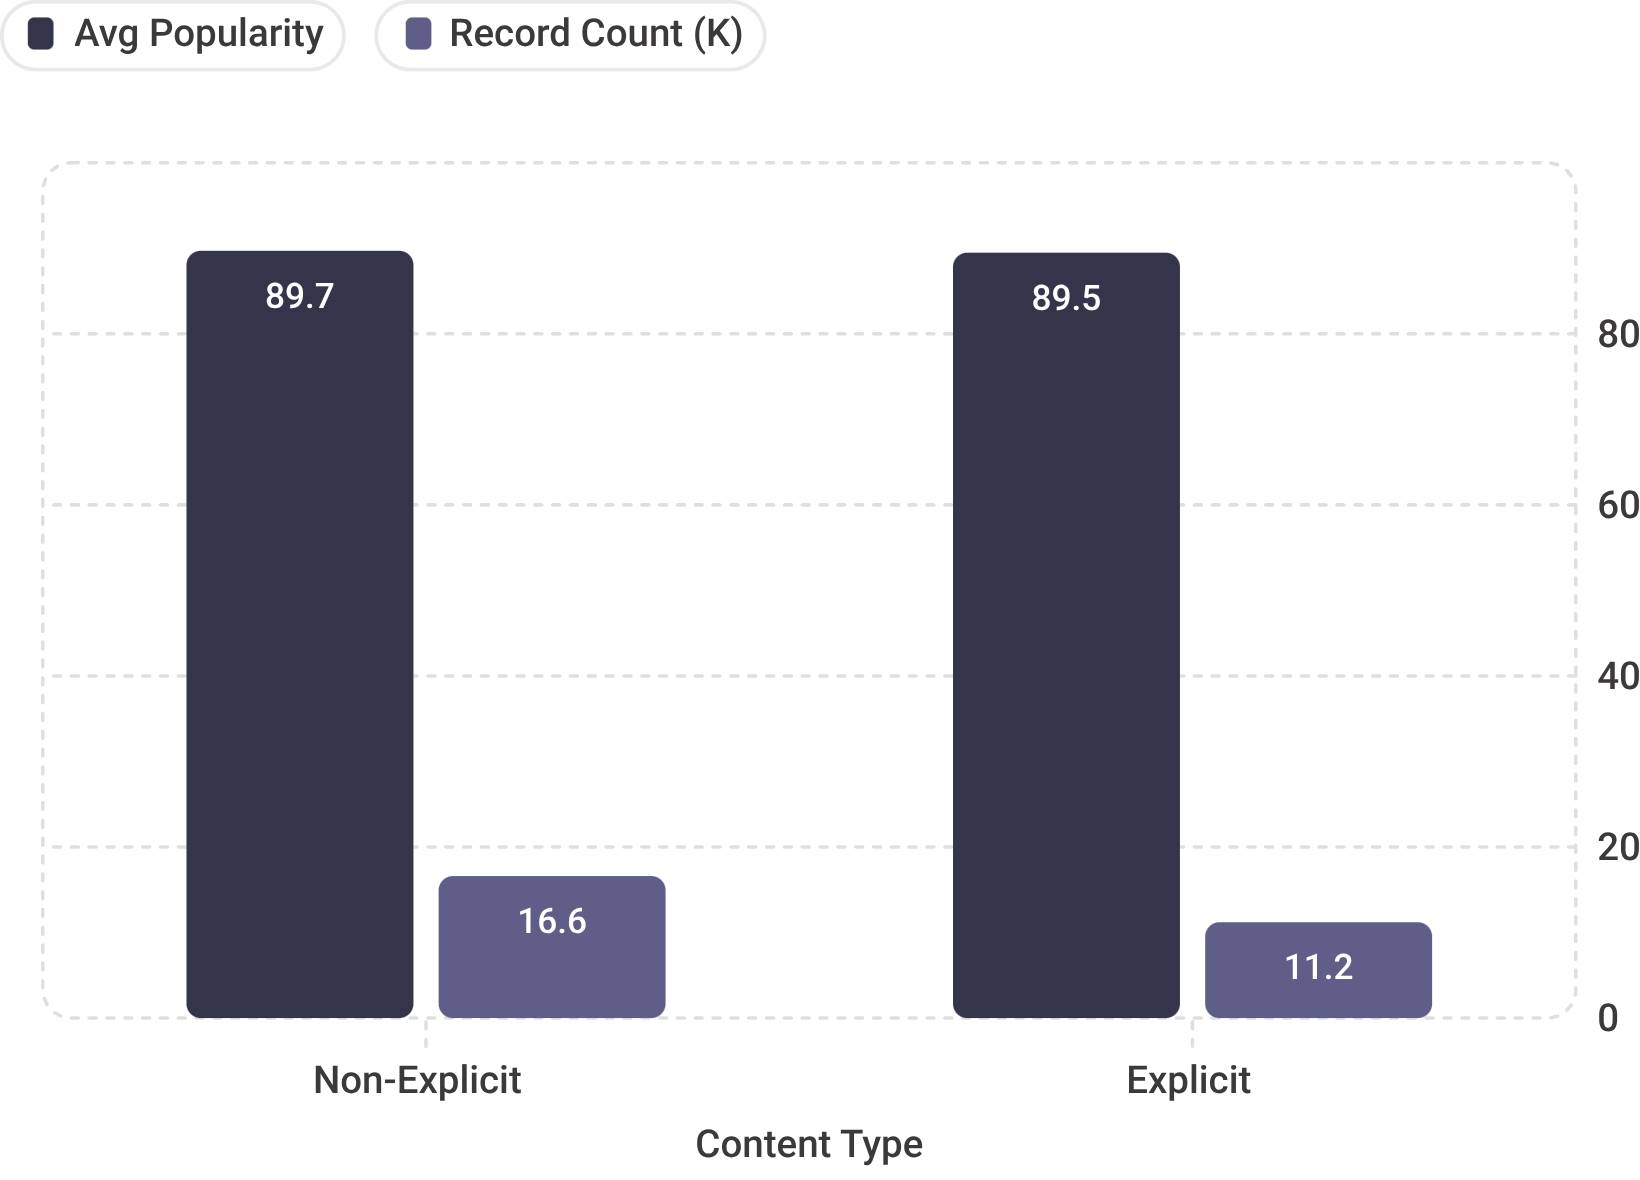 Avg Popularity
Record Count (K)
89.7
89.5
80
60
40
20
16.6
11.2
0
Non-Explicit
Explicit
Content Type